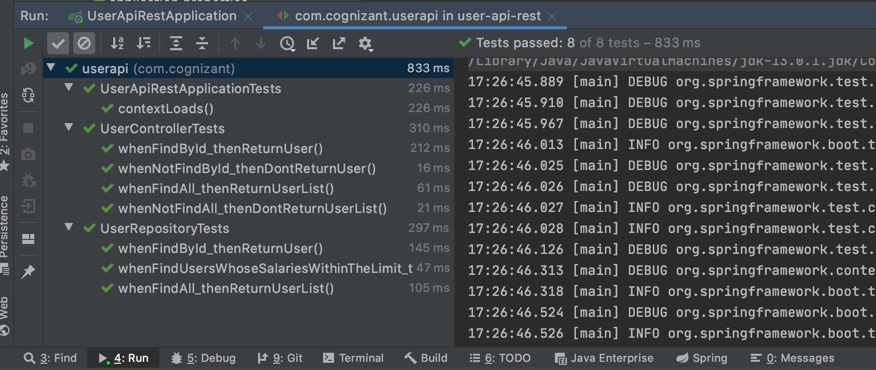 Run: UserApiRestApplication × com.cognizant.userapi in user-api-rest ×
Tests passed: 8 of 8 tests – 833 ms
userapi (com.cognizant) 833 ms
UserApiRestApplicationTests 226 ms
contextLoads() 226 ms
UserControllerTests 310 ms
whenFindById_thenReturnUser() 212 ms
whenNotFindById_thenDontReturnUser() 16 ms
whenFindAll_thenReturnUserList() 61 ms
whenNotFindAll_thenDontReturnUserList() 21 ms
UserRepositoryTests 297 ms
whenFindById_thenReturnUser() 145 ms
whenFindUsersWhoseSalariesWithinTheLimit_t 47 ms
whenFindAll_thenReturnUserList() 105 ms
/Library/Java/JavaVirtualMachines/jdk-13.0.1.jdk/Co
17:26:45.889 [main] DEBUG org.springframework.test.
17:26:45.910 [main] DEBUG org.springframework.test.
17:26:45.967 [main] DEBUG org.springframework.test.
17:26:46.013 [main] INFO org.springframework.boot.t
17:26:46.025 [main] DEBUG org.springframework.test.
17:26:46.026 [main] DEBUG org.springframework.test.
17:26:46.027 [main] INFO org.springframework.test.c
17:26:46.028 [main] INFO org.springframework.test.c
17:26:46.126 [main] DEBUG org.springframework.test.
17:26:46.313 [main] DEBUG org.springframework.conte
17:26:46.318 [main] INFO org.springframework.boot.t
17:26:46.524 [main] DEBUG org.springframework.test.
17:26:46.526 [main] INFO org.springframework.boot.t
2: Favorites
Persistence
Web
3: Find 4: Run 5: Debug 9: Git Terminal Build 6: TODO Java Enterprise Spring 0: Messages